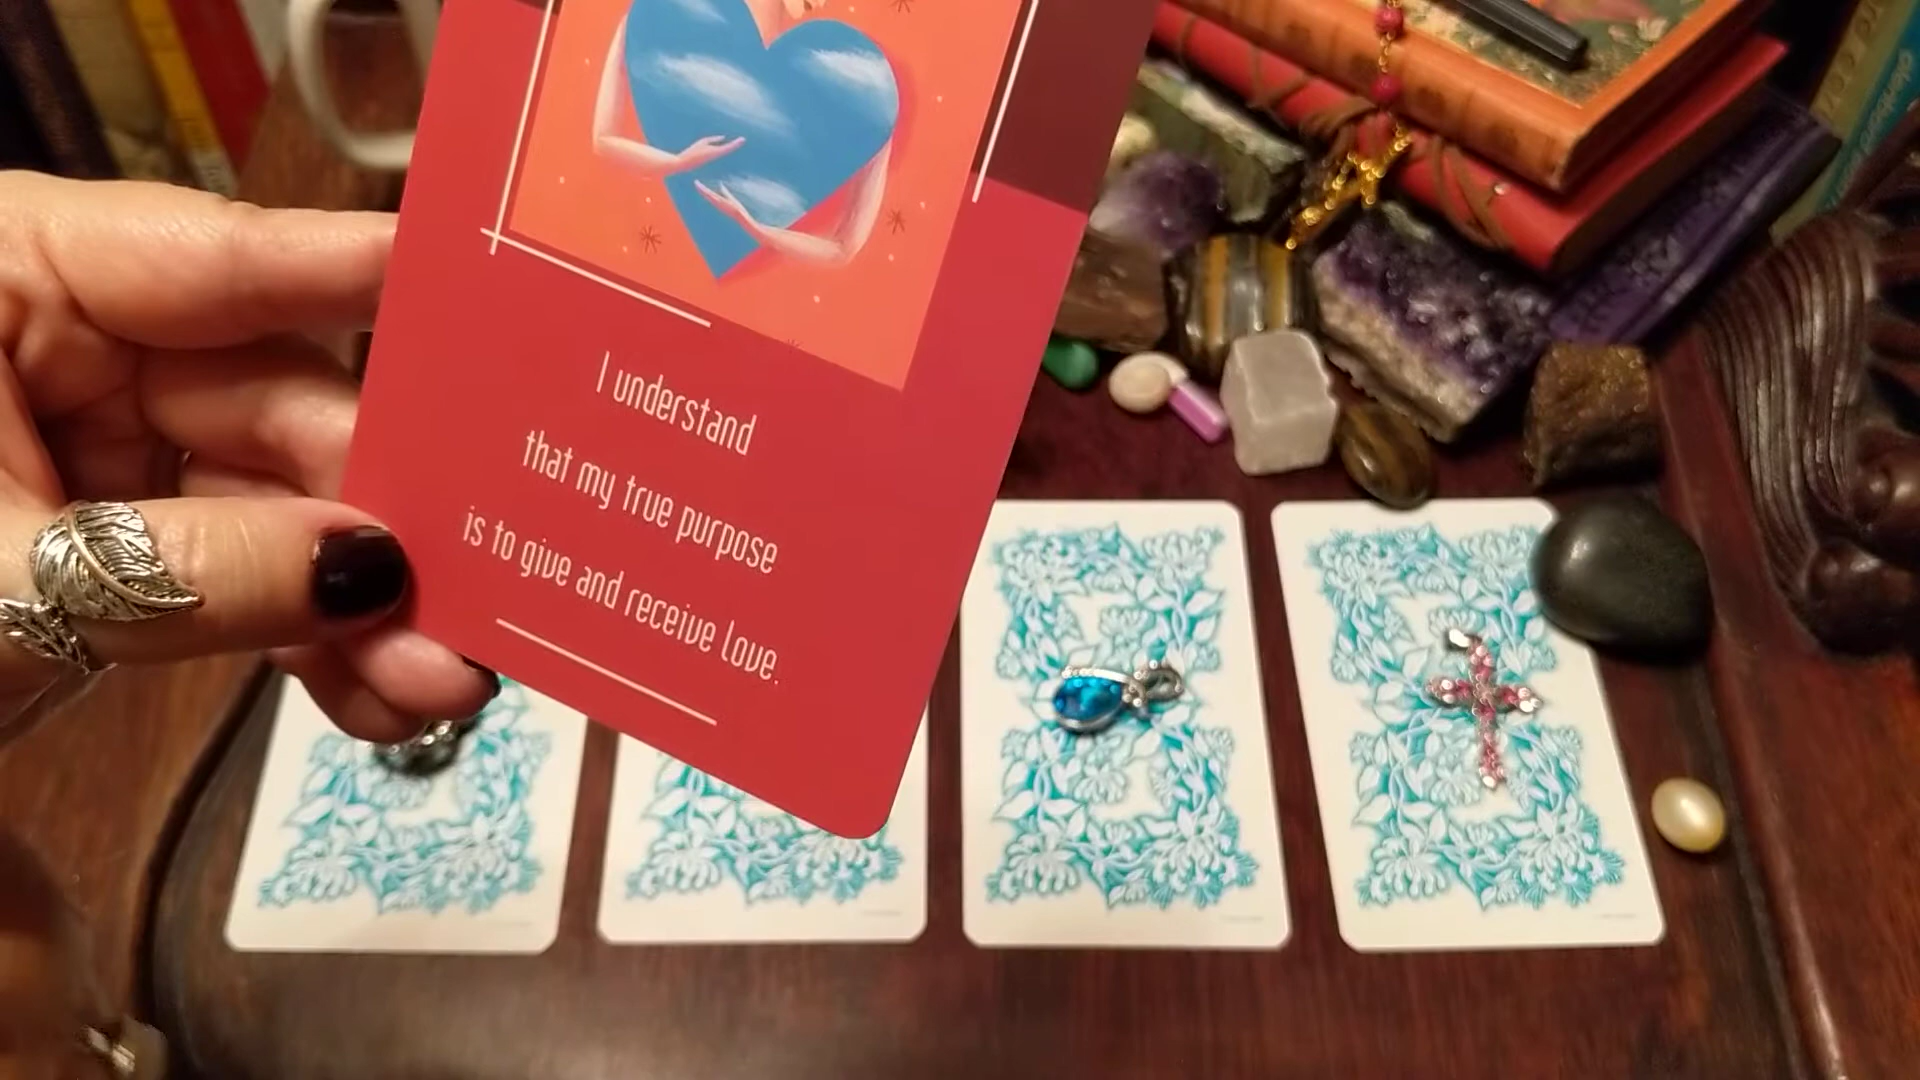 I understand
that my true purpose
is to give and receive love.